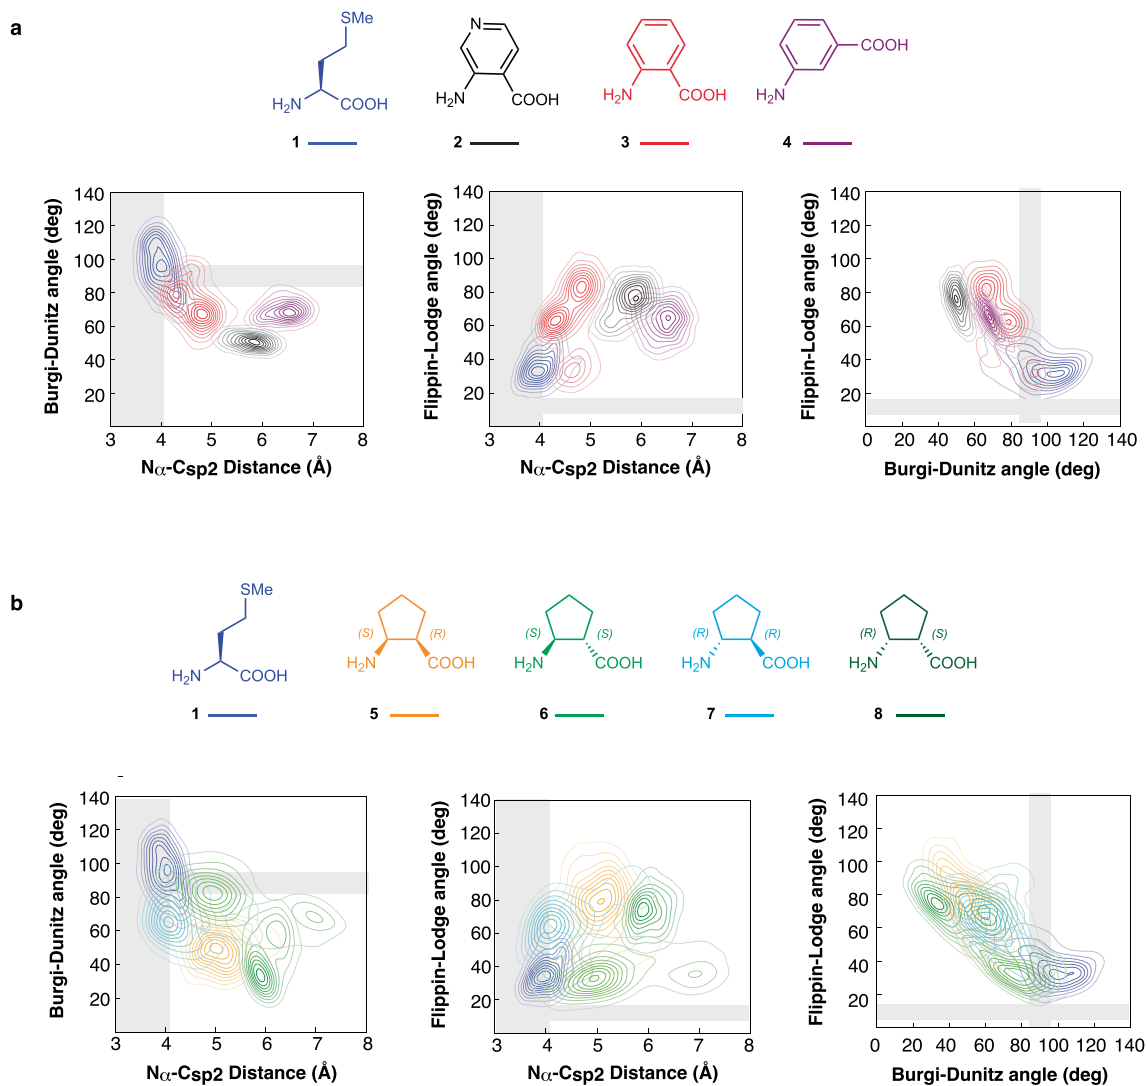 a
SMe
H₂N COOH
N
H₂N COOH
H₂N COOH
COOH
H₂N
1 2 3 4
Burgi-Dunitz angle (deg)
140
120
100
80
60
40
20
3 4 5 6 7 8
Nα-Csp2 Distance (Å)
Flippin-Lodge angle (deg)
140
120
100
80
60
40
20
3 4 5 6 7 8
Nα-Csp2 Distance (Å)
Flippin-Lodge angle (deg)
140
120
100
80
60
40
20
0 20 40 60 80 100 120 140
Burgi-Dunitz angle (deg)
b
SMe
H₂N COOH
(S) (R)
H₂N COOH
(S) (S)
H₂N COOH
(R) (R)
H₂N COOH
(R) (S)
H₂N COOH
1 5 6 7 8
Burgi-Dunitz angle (deg)
140
120
100
80
60
40
20
3 4 5 6 7 8
Nα-Csp2 Distance (Å)
Flippin-Lodge angle (deg)
140
120
100
80
60
40
20
3 4 5 6 7 8
Nα-Csp2 Distance (Å)
Flippin-Lodge angle (deg)
140
120
100
80
60
40
20
0 20 40 60 80 100 120 140
Burgi-Dunitz angle (deg)